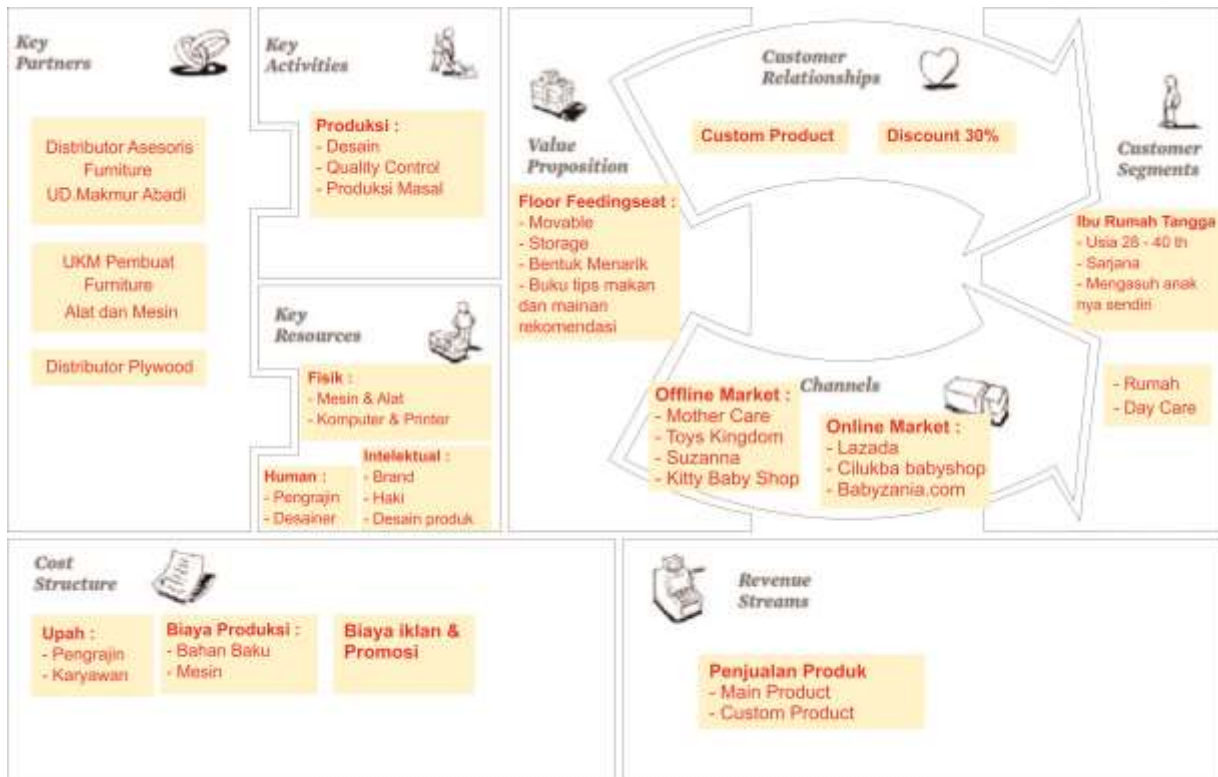 Key
Partners
Distributor Asesoris
Furniture
UD.Makmur Abadi
UKM Pembuat
Furniture
Alat dan Mesin
Distributor Plywood
Key
Activities
Produksi :
- Desain
- Quality Control
- Produksi Masal
Key
Resources
Fisik :
- Mesin & Alat
- Komputer & Printer
Human :
- Pengrajin
- Desainer
Intelektual :
- Brand
- Haki
- Desain produk
Value
Proposition
Floor Feedingseat :
- Movable
- Storage
- Bentuk Menarik
- Buku tips makan
dan mainan
rekomendasi
Customer
Relationships
Custom Product
Discount 30%
Channels
Offline Market :
- Mother Care
- Toys Kingdom
- Suzanna
- Kitty Baby Shop
Online Market :
- Lazada
- Cilukba babyshop
- Babyzania.com
Customer
Segments
Ibu Rumah Tangga
- Usia 28 - 40 th
- Sarjana
- Mengasuh anak
nya sendiri
- Rumah
- Day Care
Cost
Structure
Upah :
- Pengrajin
- Karyawan
Biaya Produksi :
- Bahan Baku
- Mesin
Biaya iklan &
Promosi
Revenue
Streams
Penjualan Produk
- Main Product
- Custom Product